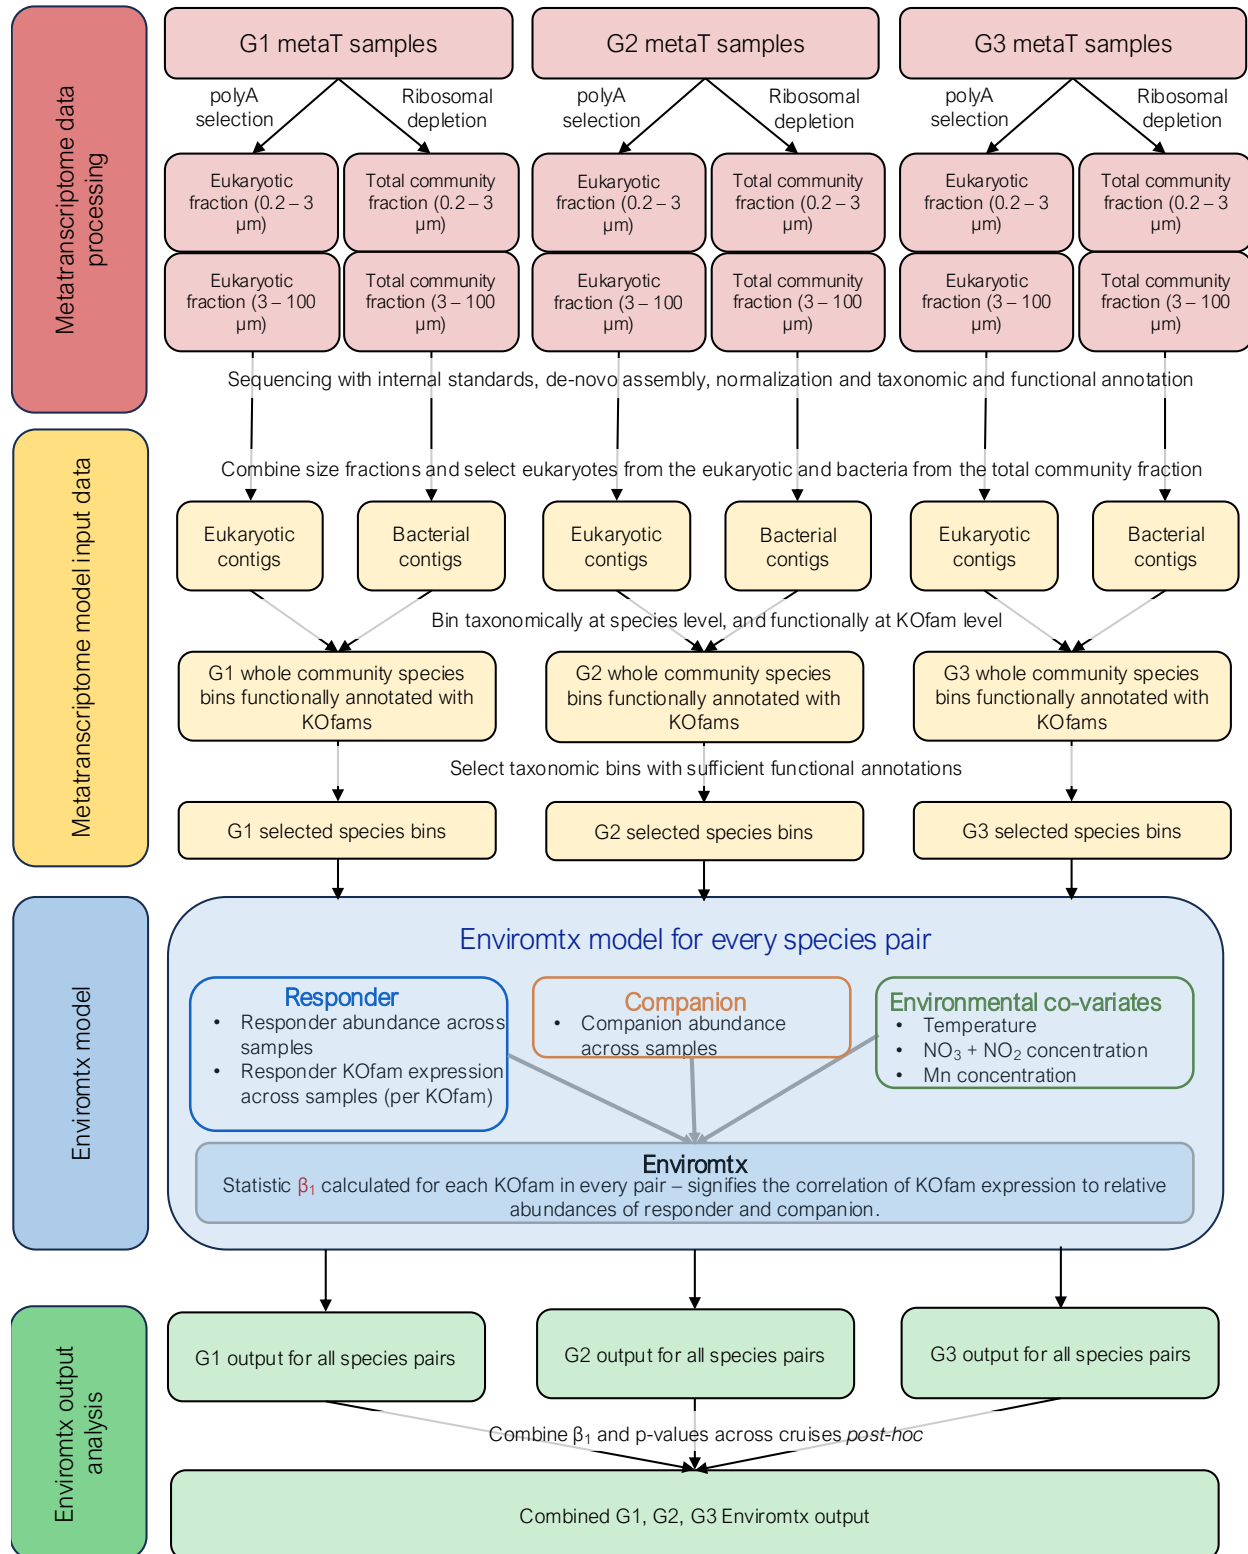 Metatranscriptome data
processing
G1 metaT samples
G2 metaT samples
G3 metaT samples
polyA
selection
Ribosomal
depletion
polyA
selection
Ribosomal
depletion
polyA
selection
Ribosomal
depletion
Eukaryotic
fraction (0.2 – 3
µm)
Total community
fraction (0.2 – 3
µm)
Eukaryotic
fraction (0.2 – 3
µm)
Total community
fraction (0.2 – 3
µm)
Eukaryotic
fraction (0.2 – 3
µm)
Total community
fraction (0.2 – 3
µm)
Eukaryotic
fraction (3 – 100
µm)
Total community
fraction (3 – 100
µm)
Eukaryotic
fraction (3 – 100
µm)
Total community
fraction (3 – 100
µm)
Eukaryotic
fraction (3 – 100
µm)
Total community
fraction (3 – 100
µm)
Sequencing with internal standards, de-novo assembly, normalization and taxonomic and functional annotation
Metatranscriptome model input data
Combine size fractions and select eukaryotes from the eukaryotic and bacteria from the total community fraction
Eukaryotic
contigs
Bacterial
contigs
Eukaryotic
contigs
Bacterial
contigs
Eukaryotic
contigs
Bacterial
contigs
Bin taxonomically at species level, and functionally at KOfam level
G1 whole community species
bins functionally annotated with
KOfams
G2 whole community species
bins functionally annotated with
KOfams
G3 whole community species
bins functionally annotated with
KOfams
Select taxonomic bins with sufficient functional annotations
G1 selected species bins
G2 selected species bins
G3 selected species bins
Enviromtx model
Enviromtx model for every species pair
Responder
• Responder abundance across
samples
• Responder KOfam expression
across samples (per KOfam)
Companion
• Companion abundance
across samples
Environmental co-variates
• Temperature
• NO₃ + NO₂ concentration
• Mn concentration
Enviromtx
Statistic β₁ calculated for each KOfam in every pair – signifies the correlation of KOfam expression to relative
abundances of responder and companion.
Enviromtx output
analysis
G1 output for all species pairs
G2 output for all species pairs
G3 output for all species pairs
Combine β₁ and p-values across cruises post-hoc
Combined G1, G2, G3 Enviromtx output